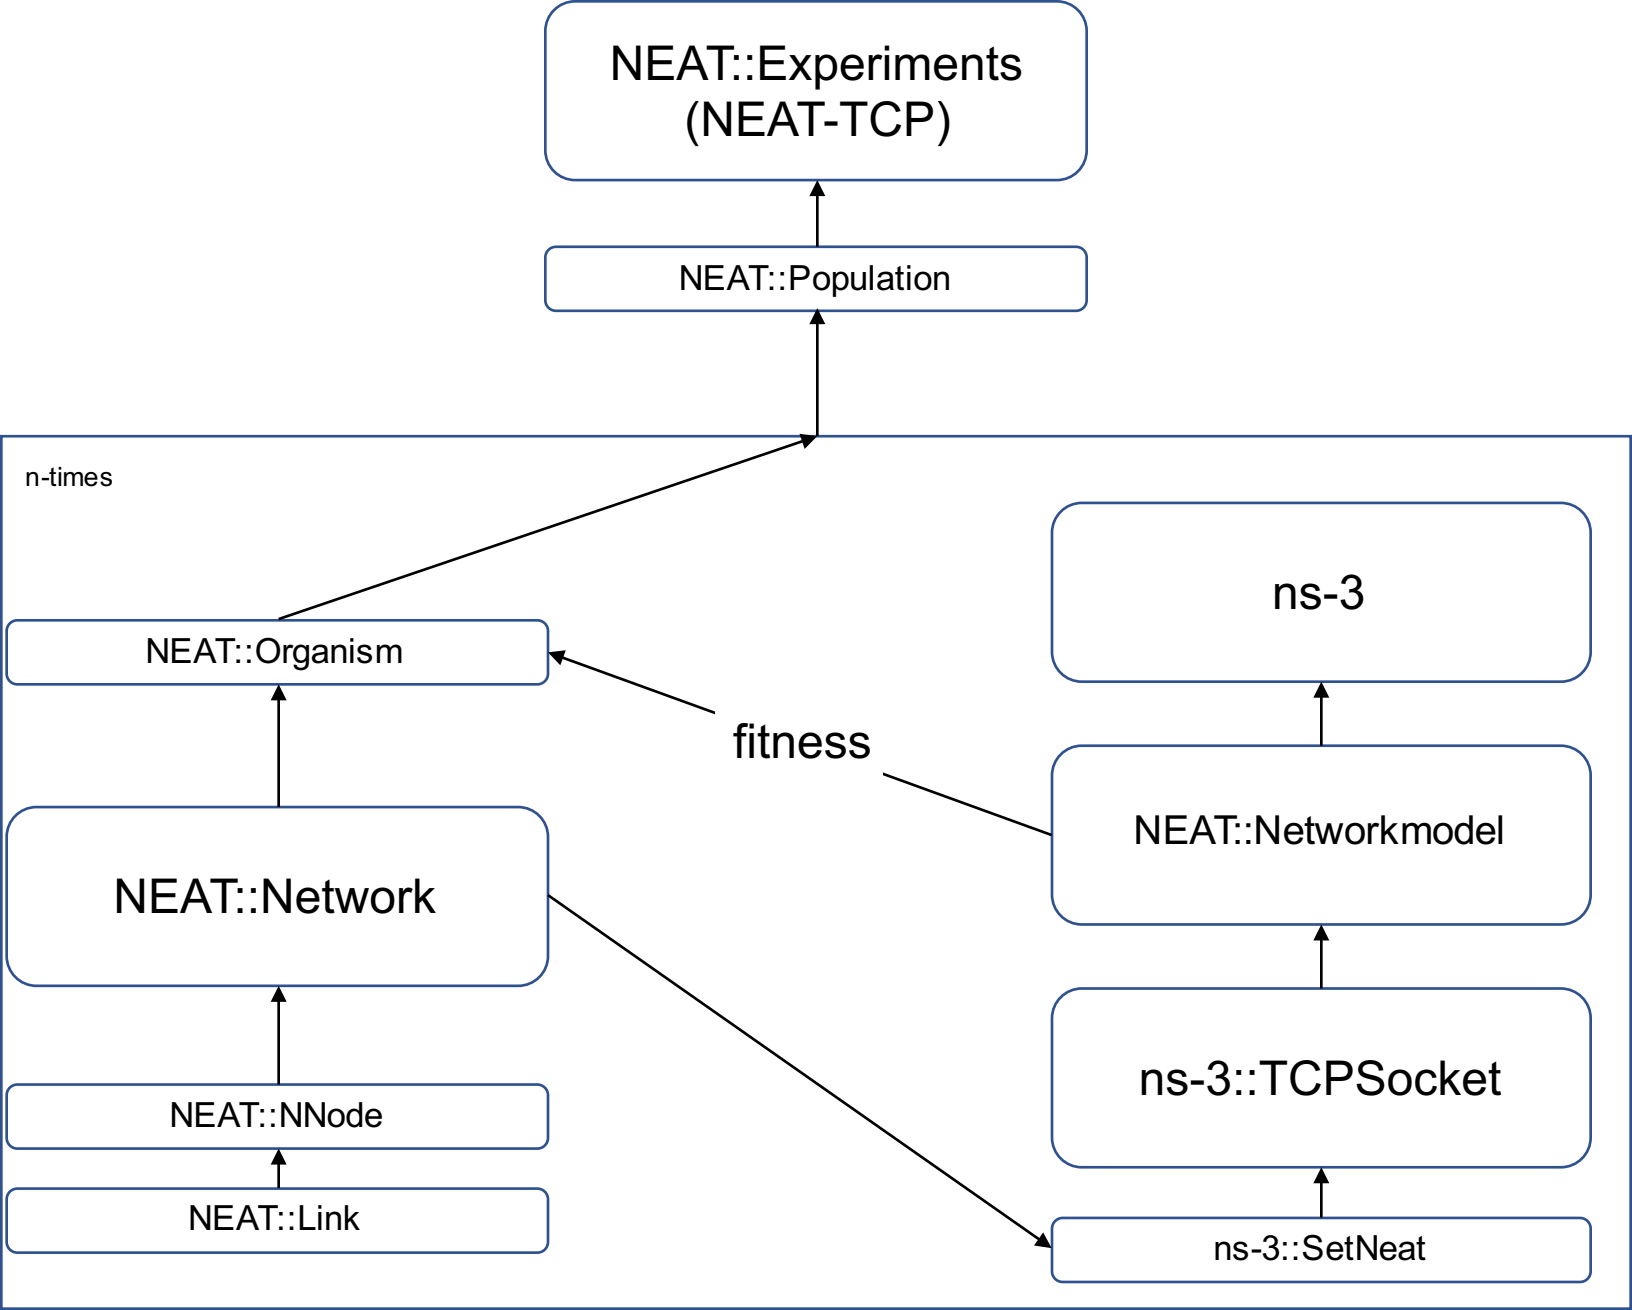 NEAT::Experiments
(NEAT-TCP)
NEAT::Population
n-times
ns-3
NEAT::Organism
fitness
NEAT::Networkmodel
NEAT::Network
ns-3::TCPSocket
NEAT::NNode
NEAT::Link
ns-3::SetNeat